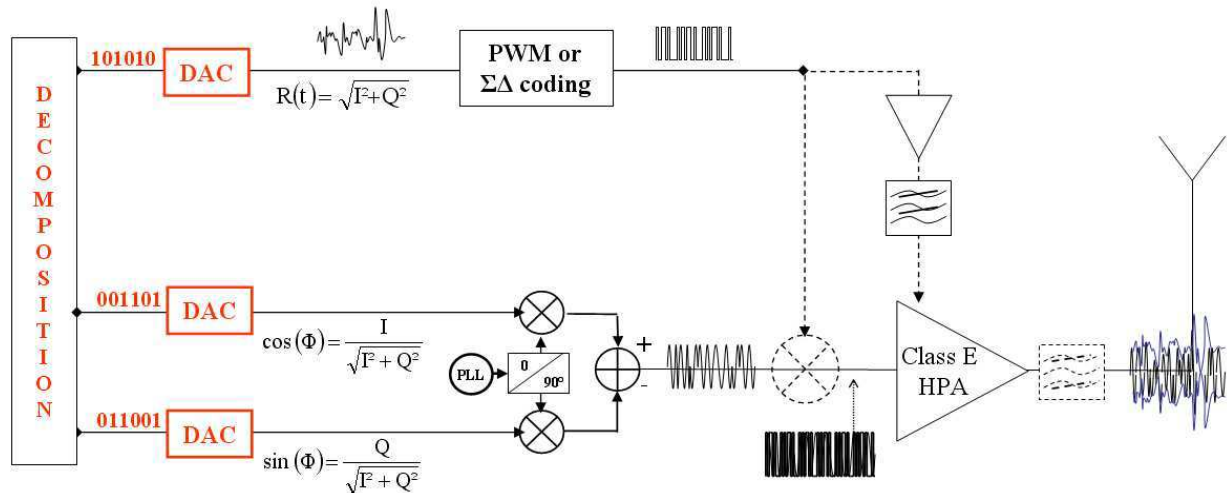 DECOMPOSITION
101010
DAC
R(t)= √I²+Q²
PWM or
ΣΔ coding
001101
DAC
cos(Φ)= I / √I² + Q²
PLL
0
90°
+
-
Class E
HPA
011001
DAC
sin(Φ)= Q / √I² + Q²